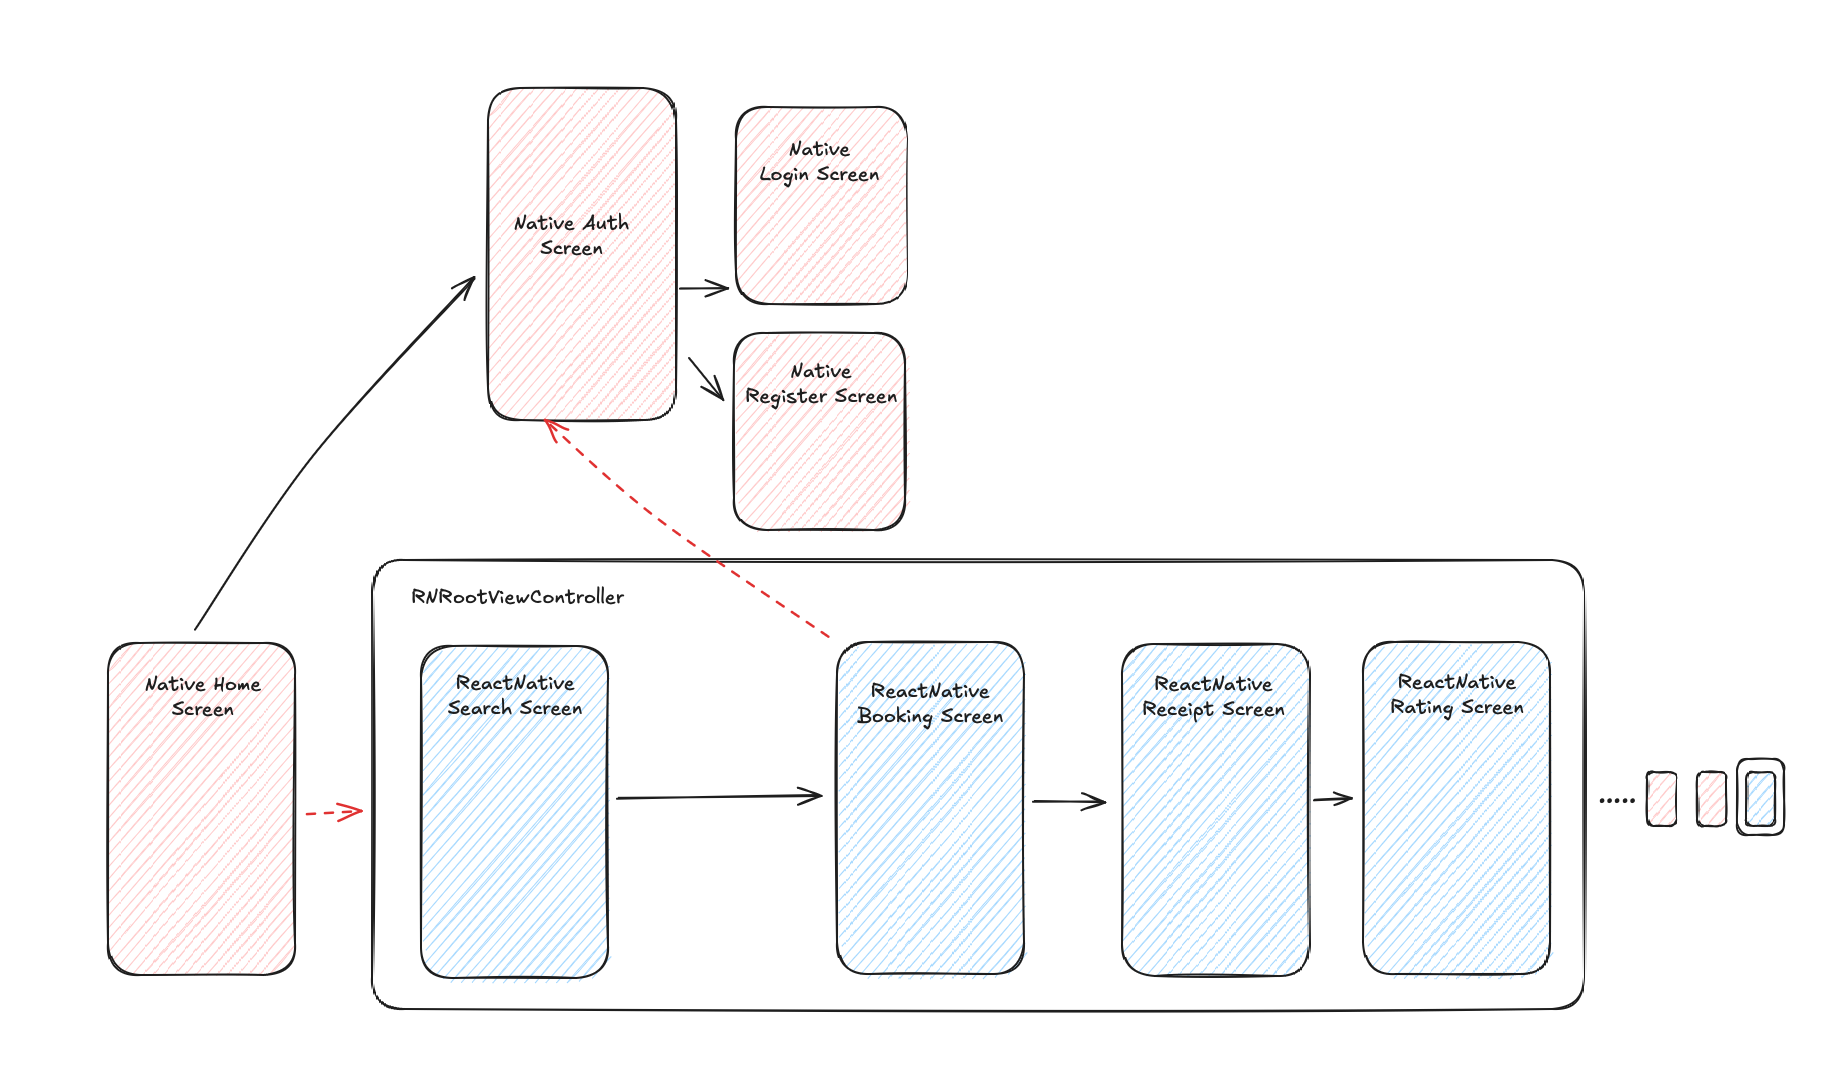 Native Auth
Screen
Native
Login Screen
Native
Register Screen
RNRootViewController
Native Home
Screen
ReactNative
Search Screen
ReactNative
Booking Screen
ReactNative
Receipt Screen
ReactNative
Rating Screen
.....